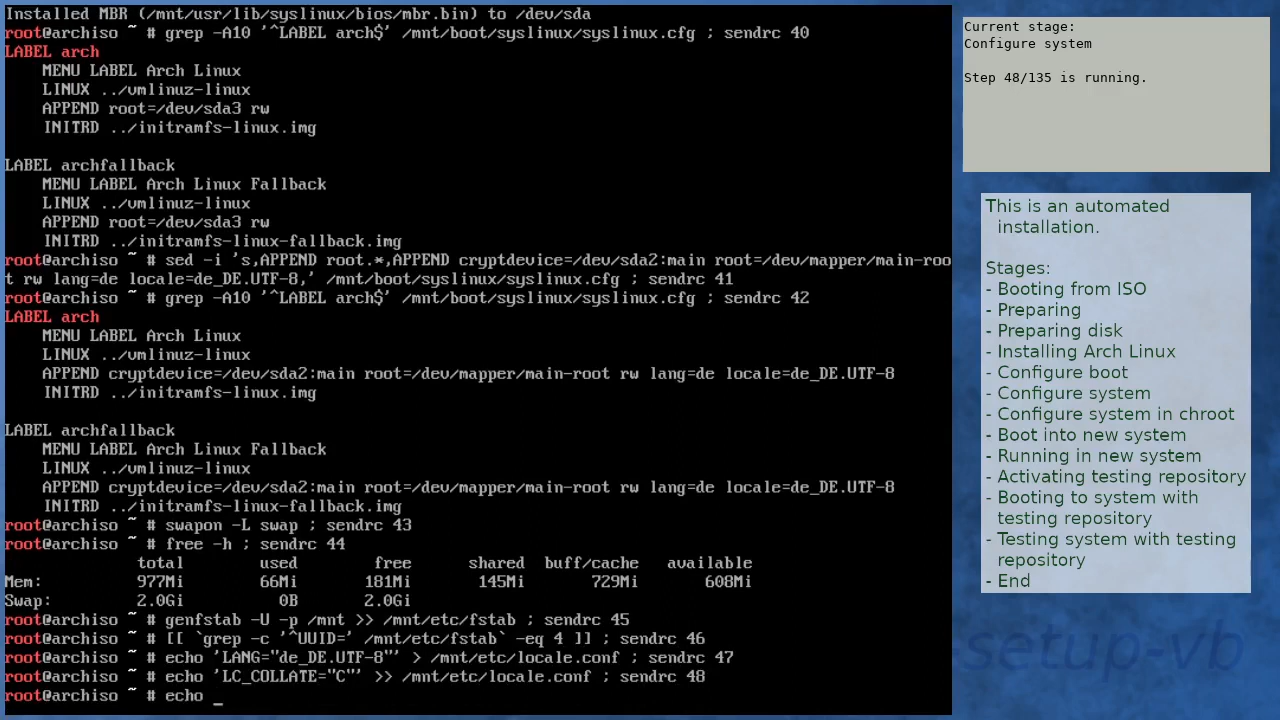 Installed MBR (/mnt/usr/lib/syslinux/bios/mbr.bin) to /dev/sda
root@archiso ~ # grep -A10 '^LABEL arch$' /mnt/boot/syslinux/syslinux.cfg ; sendrc 40
LABEL arch
    MENU LABEL Arch Linux
    LINUX ../vmlinuz-linux
    APPEND root=/dev/sda3 rw
    INITRD ../initramfs-linux.img
LABEL archfallback
    MENU LABEL Arch Linux Fallback
    LINUX ../vmlinuz-linux
    APPEND root=/dev/sda3 rw
    INITRD ../initramfs-linux-fallback.img
root@archiso ~ # sed -i 's,APPEND root.*,APPEND cryptdevice=/dev/sda2:main root=/dev/mapper/main-roo
t rw lang=de locale=de_DE.UTF-8,' /mnt/boot/syslinux/syslinux.cfg ; sendrc 41
root@archiso ~ # grep -A10 '^LABEL arch$' /mnt/boot/syslinux/syslinux.cfg ; sendrc 42
LABEL arch
    MENU LABEL Arch Linux
    LINUX ../vmlinuz-linux
    APPEND cryptdevice=/dev/sda2:main root=/dev/mapper/main-root rw lang=de locale=de_DE.UTF-8
    INITRD ../initramfs-linux.img
LABEL archfallback
    MENU LABEL Arch Linux Fallback
    LINUX ../vmlinuz-linux
    APPEND cryptdevice=/dev/sda2:main root=/dev/mapper/main-root rw lang=de locale=de_DE.UTF-8
    INITRD ../initramfs-linux-fallback.img
root@archiso ~ # swapon -L swap ; sendrc 43
root@archiso ~ # free -h ; sendrc 44
              total        used        free      shared  buff/cache   available
Mem:          977Mi        66Mi       181Mi       145Mi       729Mi       608Mi
Swap:         2.0Gi          0B       2.0Gi
root@archiso ~ # genfstab -U -p /mnt >> /mnt/etc/fstab ; sendrc 45
root@archiso ~ # [[ `grep -c '^UUID=' /mnt/etc/fstab` -eq 4 ]] ; sendrc 46
root@archiso ~ # echo 'LANG="de_DE.UTF-8"' > /mnt/etc/locale.conf ; sendrc 47
root@archiso ~ # echo 'LC_COLLATE="C"' >> /mnt/etc/locale.conf ; sendrc 48
root@archiso ~ # echo _
Current stage:
Configure system
Step 48/135 is running.
This is an automated
installation.
Stages:
- Booting from ISO
- Preparing
- Preparing disk
- Installing Arch Linux
- Configure boot
- Configure system
- Configure system in chroot
- Boot into new system
- Running in new system
- Activating testing repository
- Booting to system with
testing repository
- Testing system with testing
repository
- End
setup-vb